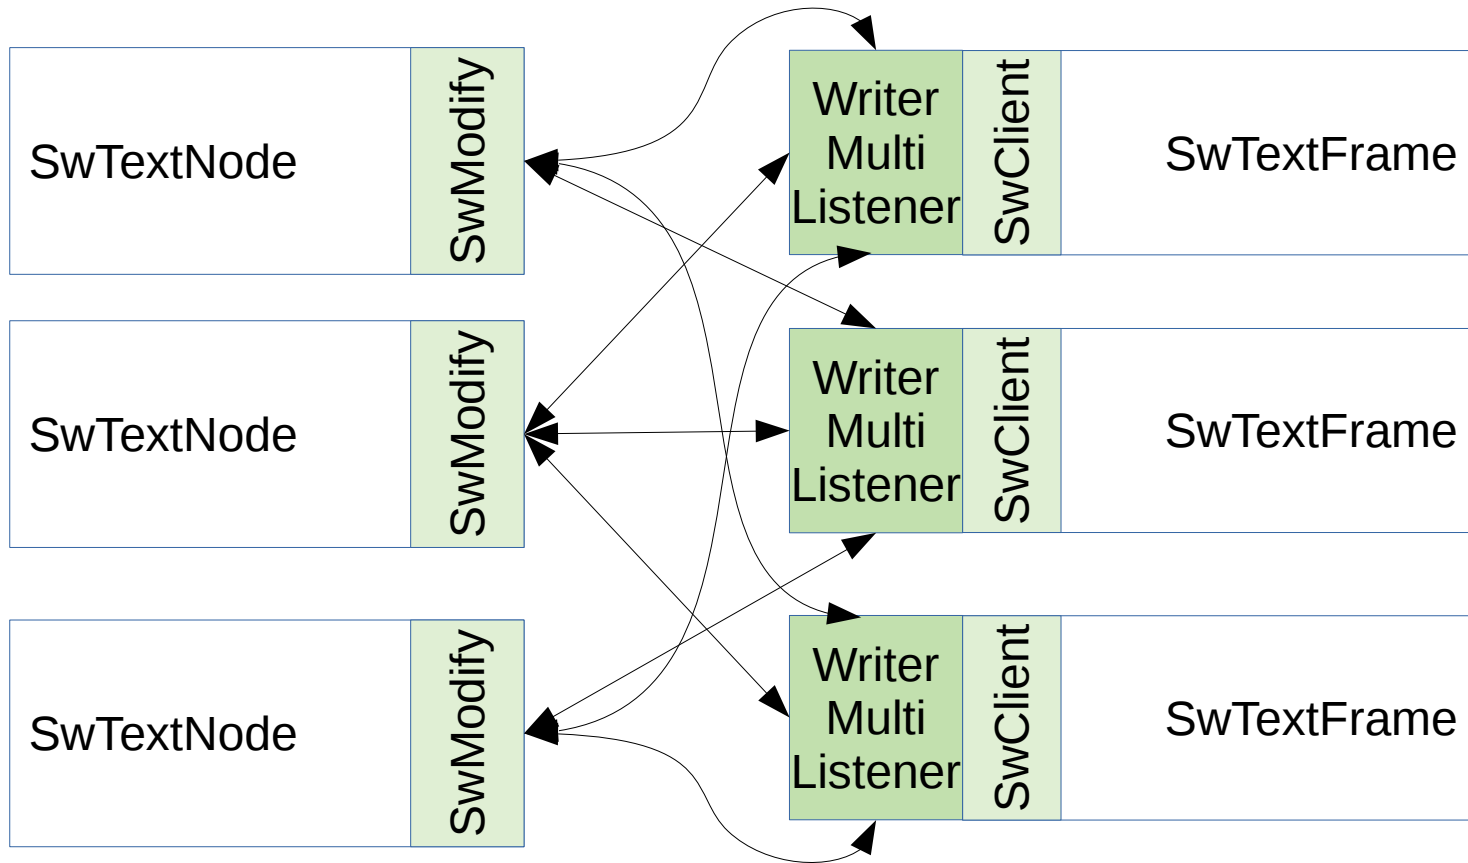 SwTextNode
SwModify
Writer
Multi
Listener
SwClient
SwTextFrame
SwTextNode
SwModify
Writer
Multi
Listener
SwClient
SwTextFrame
SwTextNode
SwModify
Writer
Multi
Listener
SwClient
SwTextFrame